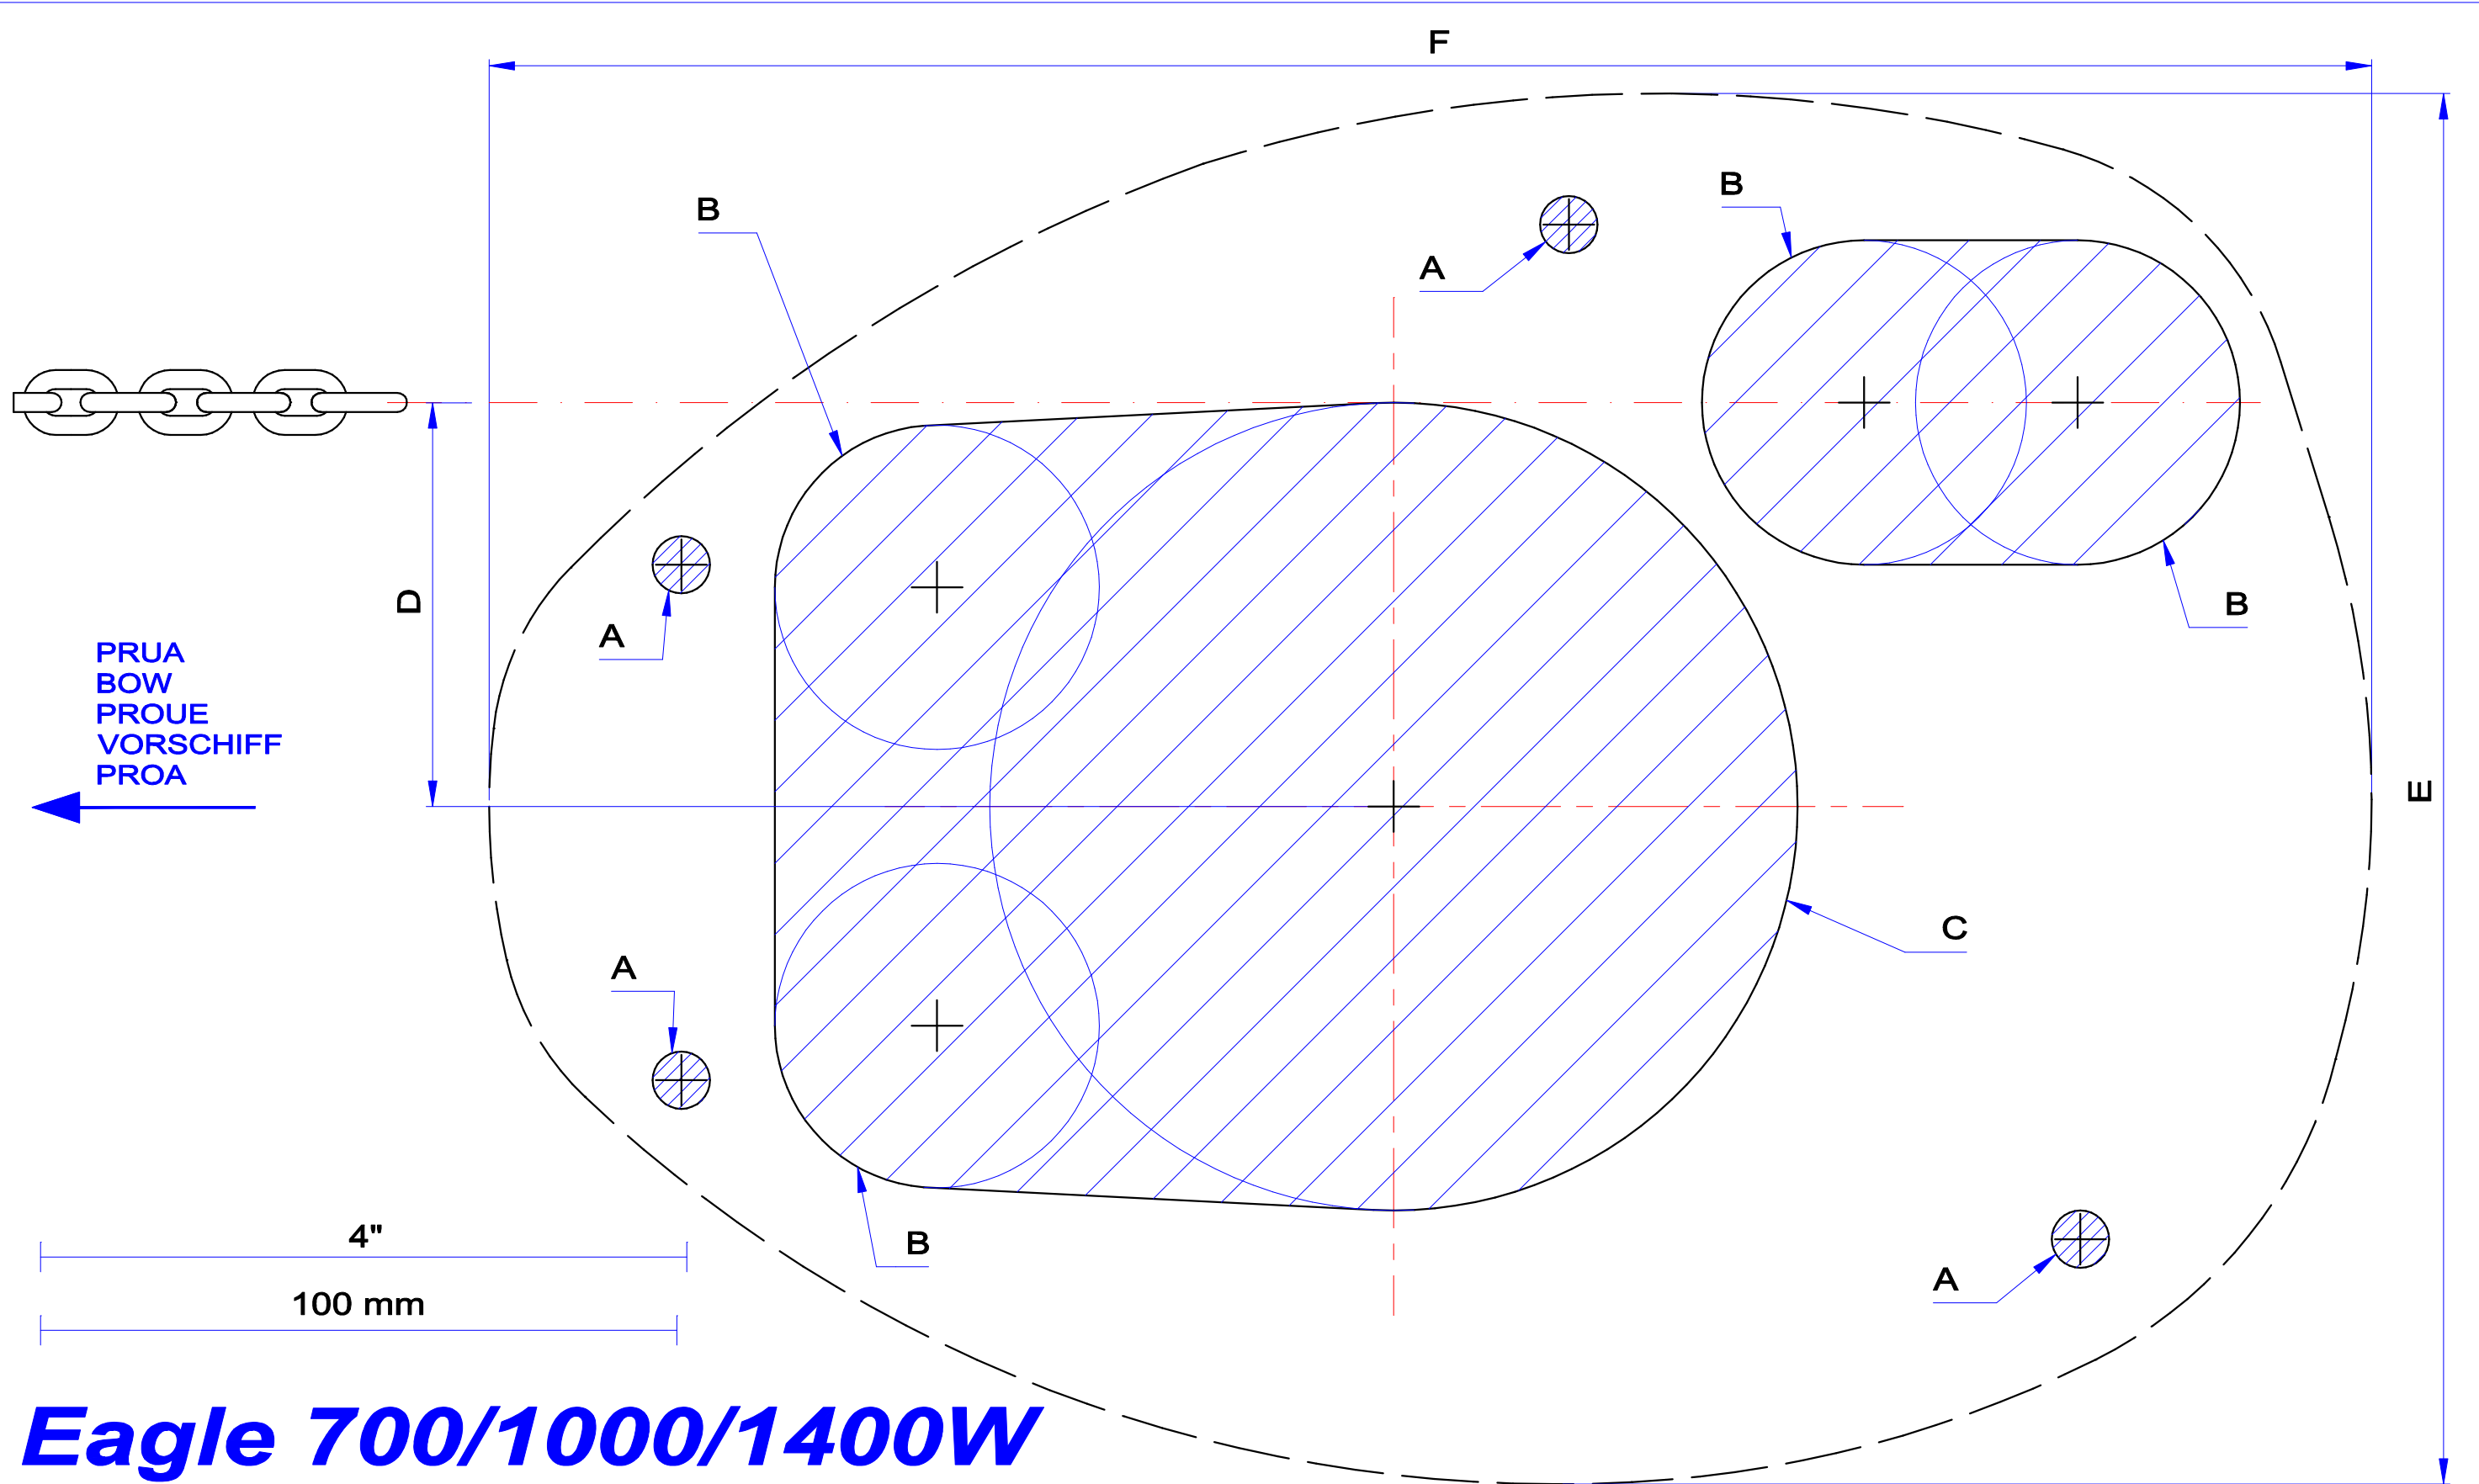 F
B
B
A
A
D
B
PRUA
BOW
PROUE
VORSCHIFF
PROA
E
C
A
B
A
4"
100 mm
Eagle 700/1000/1400W